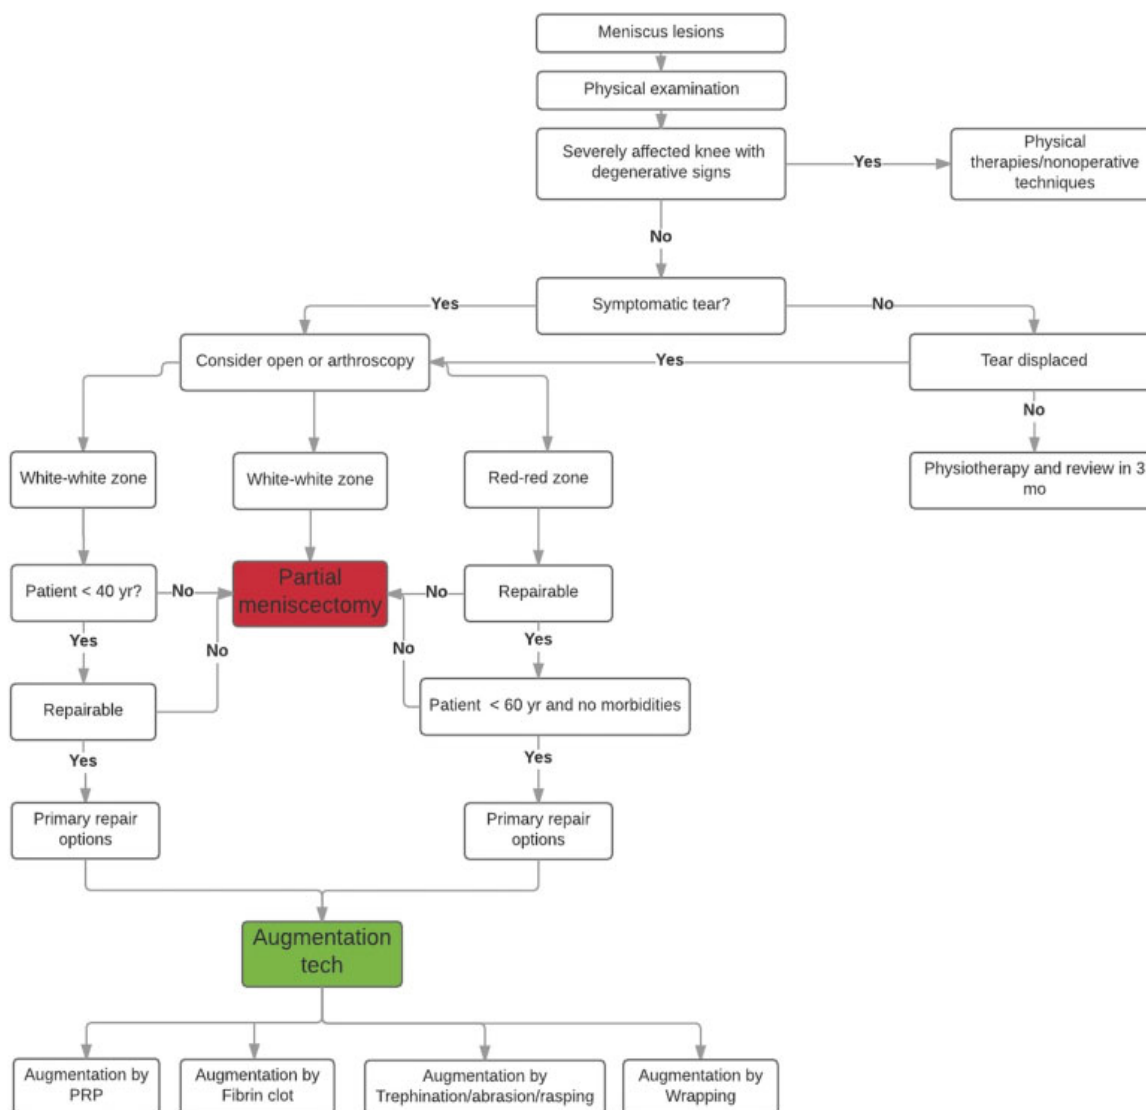 Meniscus lesions
Physical examination
Severely affected knee with
degenerative signs
Yes
Physical
therapies/nonoperative
techniques
No
Symptomatic tear?
Yes
No
Consider open or arthroscopy
Yes
Tear displaced
No
White-white zone
White-white zone
Red-red zone
Physiotherapy and review in 3
mo
Patient < 40 yr?
No
Partial
meniscectomy
No
Repairable
Yes
No
No
Yes
Repairable
Patient < 60 yr and no morbidities
Yes
Yes
Primary repair
options
Primary repair
options
Augmentation
tech
Augmentation by
PRP
Augmentation by
Fibrin clot
Augmentation by
Trephination/abrasion/rasping
Augmentation by
Wrapping